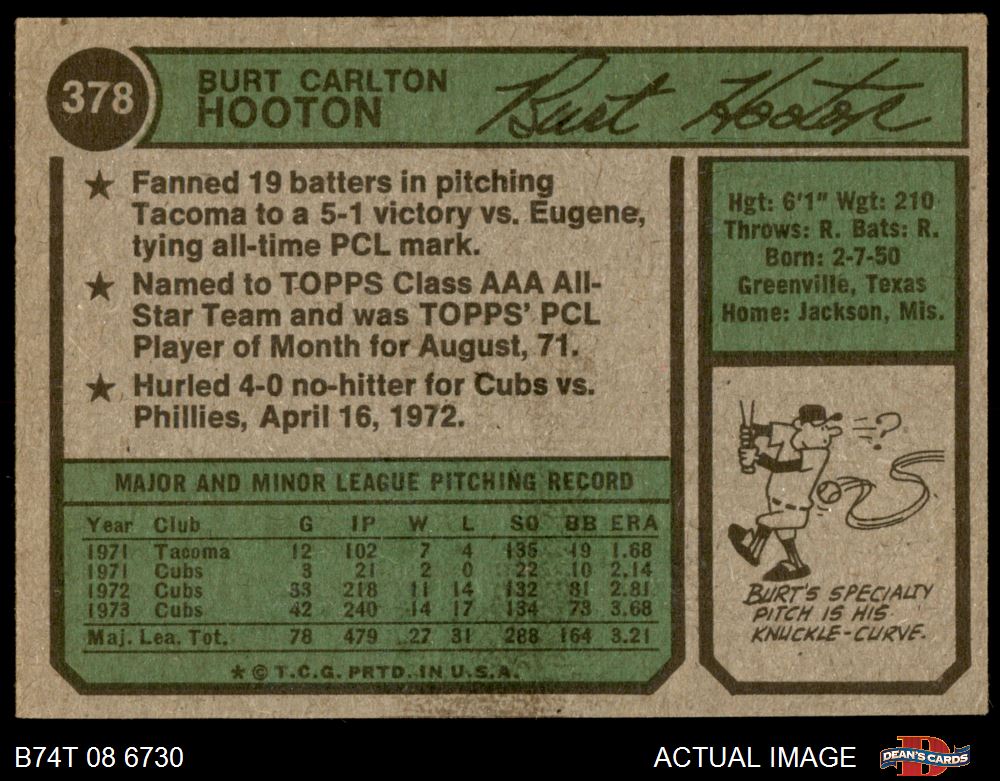 378
BURT CARLTON
HOOTON
Burt Hooton
★ Fanned 19 batters in pitching
Tacoma to a 5-1 victory vs. Eugene,
tying all-time PCL mark.
★ Named to TOPPS Class AAA All-
Star Team and was TOPPS' PCL
Player of Month for August, 71.
★ Hurled 4-0 no-hitter for Cubs vs.
Phillies, April 16, 1972.
Hgt: 6'1" Wgt: 210
Throws: R. Bats: R.
Born: 2-7-50
Greenville, Texas
Home: Jackson, Mis.
?
BURT'S SPECIALTY
PITCH IS HIS
KNUCKLE-CURVE.
MAJOR AND MINOR LEAGUE PITCHING RECORD
Year Club G IP W L SO BB ERA
1971 Tacoma 12 102 7 4 135 19 1.68
1971 Cubs 3 21 2 0 22 10 2.14
1972 Cubs 33 218 11 14 132 81 2.81
1973 Cubs 42 240 14 17 134 73 3.68
Maj. Lea. Tot. 78 479 27 31 288 164 3.21
★ © T.C.G. PRTD. IN U.S.A.
B74T 08 6730
ACTUAL IMAGE
DEAN'S CARDS